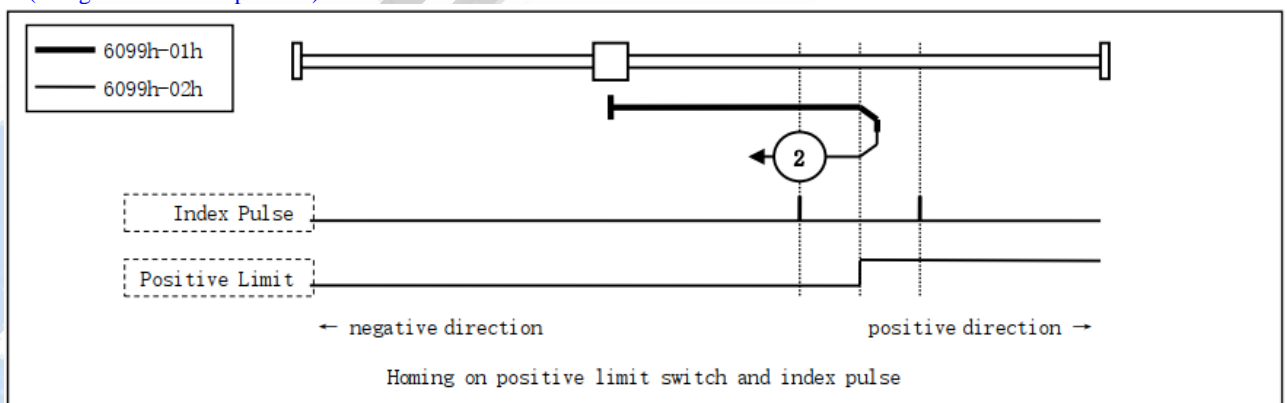 6099h-01h
6099h-02h
2
Index Pulse
Positive Limit
← negative direction
positive direction →
Homing on positive limit switch and index pulse